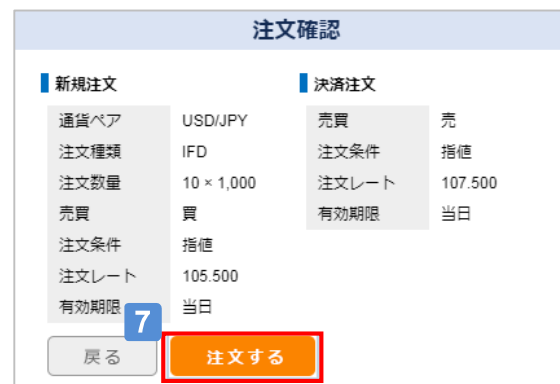 注文確認
新規注文
通貨ペア USD/JPY
注文種類 IFD
注文数量 10 × 1,000
売買 買
注文条件 指値
注文レート 105.500
有効期限 当日
決済注文
売買 売
注文条件 指値
注文レート 107.500
有効期限 当日
7
戻る
注文する